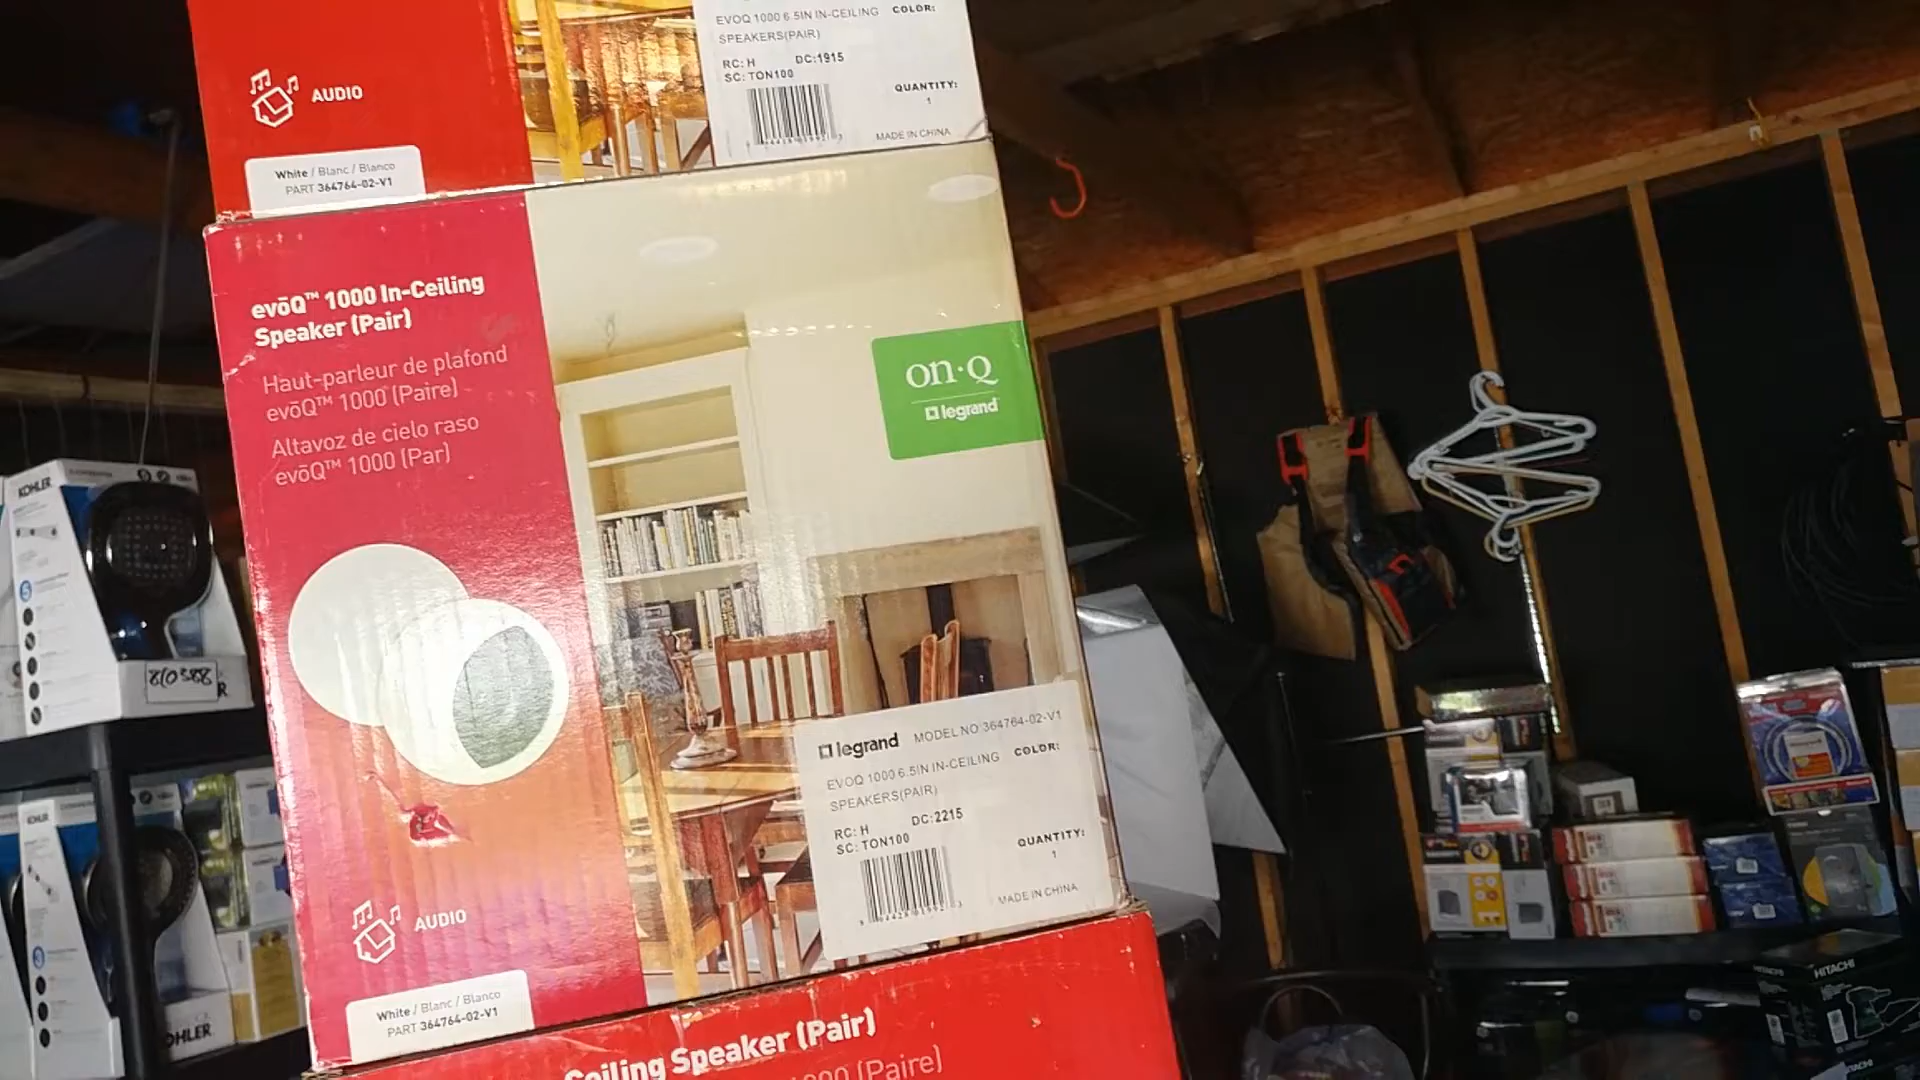 EVOQ 1000 6.5IN IN-CEILING COLOR:
SPEAKERS(PAIR)
RC: H DC:1915
SC: TON100
QUANTITY:
1
MADE IN CHINA
AUDIO
White / Blanc / Blanco
PART 364764-02-V1
evōQ™ 1000 In-Ceiling
Speaker (Pair)
Haut-parleur de plafond
evōQ™ 1000 (Paire)
Altavoz de cielo raso
evōQ™ 1000 (Par)
on·Q
legrand
legrand MODEL NO:364764-02-V1
EVOQ 1000 6.5IN IN-CEILING COLOR:
SPEAKERS(PAIR)
RC: H DC:2215
SC: TON100
QUANTITY:
1
MADE IN CHINA
AUDIO
White / Blanc / Blanco
PART 364764-02-V1
Ceiling Speaker (Pair)
(Paire)
KOHLER
KOHLER
HITACHI
HITACHI